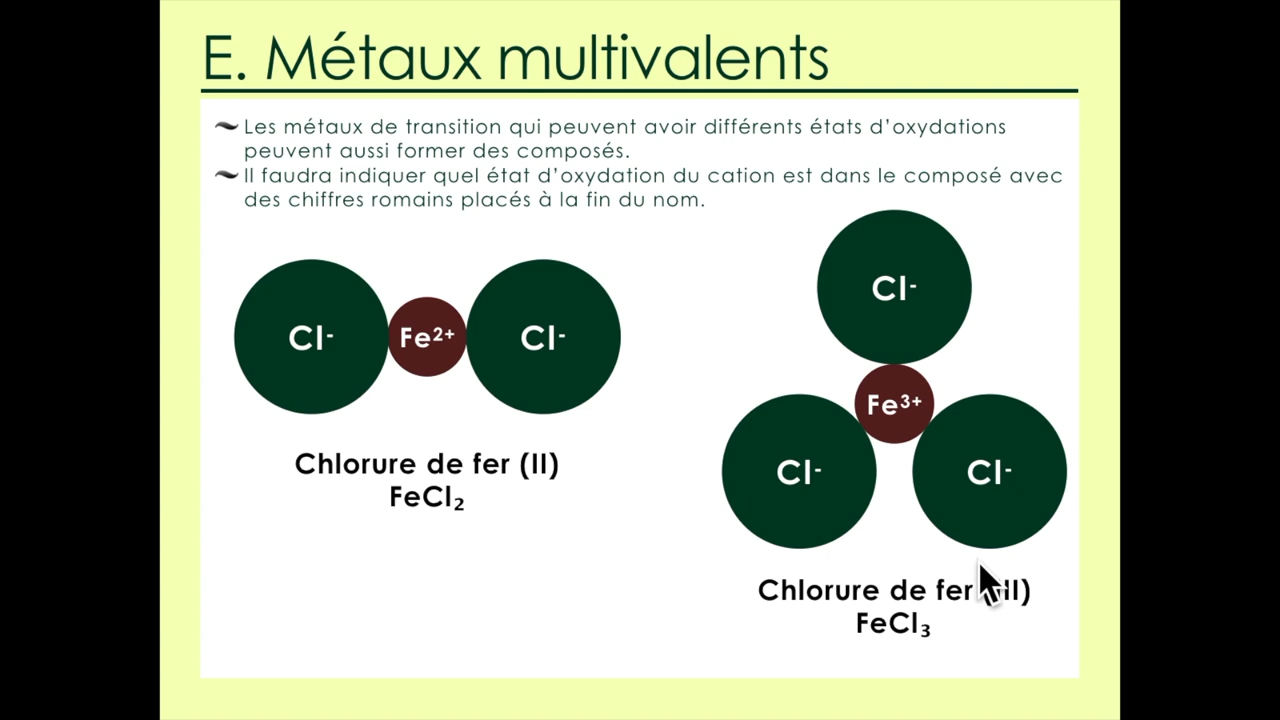 E. Métaux multivalents
Les métaux de transition qui peuvent avoir différents états d’oxydations
peuvent aussi former des composés.
Il faudra indiquer quel état d’oxydation du cation est dans le composé avec
des chiffres romains placés à la fin du nom.
Cl⁻ Fe²⁺ Cl⁻
Chlorure de fer (II)
FeCl₂
Cl⁻
Fe³⁺
Cl⁻ Cl⁻
Chlorure de fer
FeCl₃